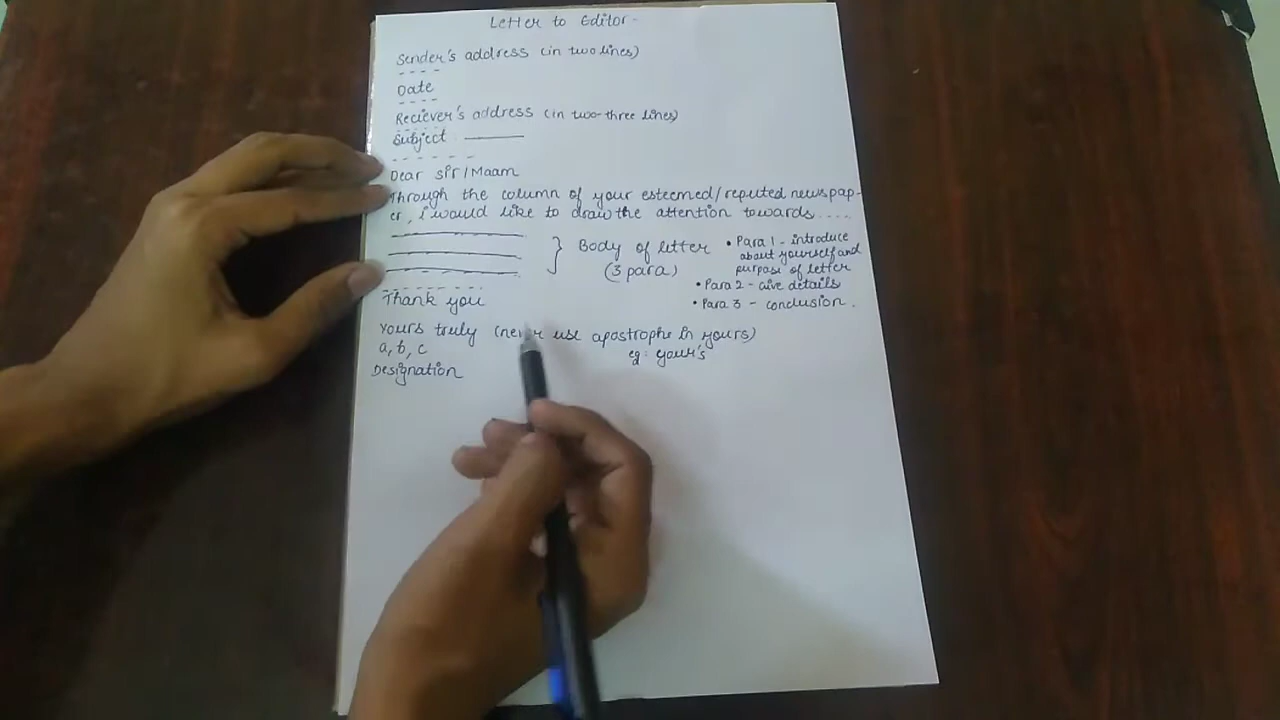 Letter to Editor -
Sender's address (in two lines)
Date
Reciever's address (in two-three lines)
Subject
Dear sir/Maam
Through the column of your esteemed/reputed newspap-
er, i would like to draw the attention towards....
Body of letter
(3 para)
• Para 1 - introduce
about yourself and
purpose of letter
• Para 2 - Give details
• Para 3 - conclusion.
Thank you
Yours truly (never use apostrophe in yours)
a, b, c
eg: your's
Designation